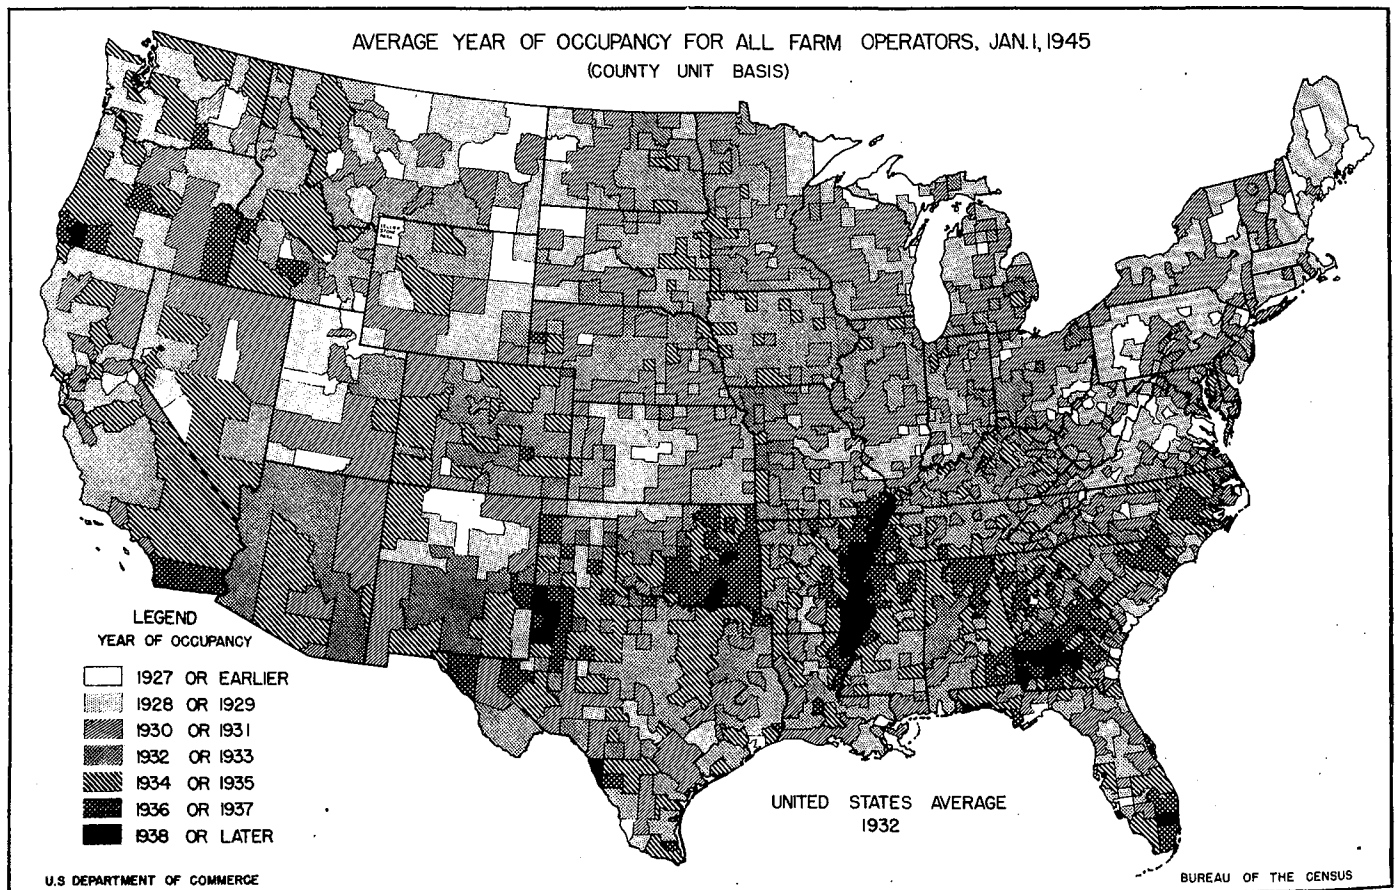 AVERAGE YEAR OF OCCUPANCY FOR ALL FARM OPERATORS, JAN. 1, 1945
(COUNTY UNIT BASIS)
LEGEND
YEAR OF OCCUPANCY
1927 OR EARLIER
1928 OR 1929
1930 OR 1931
1932 OR 1933
1934 OR 1935
1936 OR 1937
1938 OR LATER
UNITED STATES AVERAGE
1932
U.S DEPARTMENT OF COMMERCE
BUREAU OF THE CENSUS